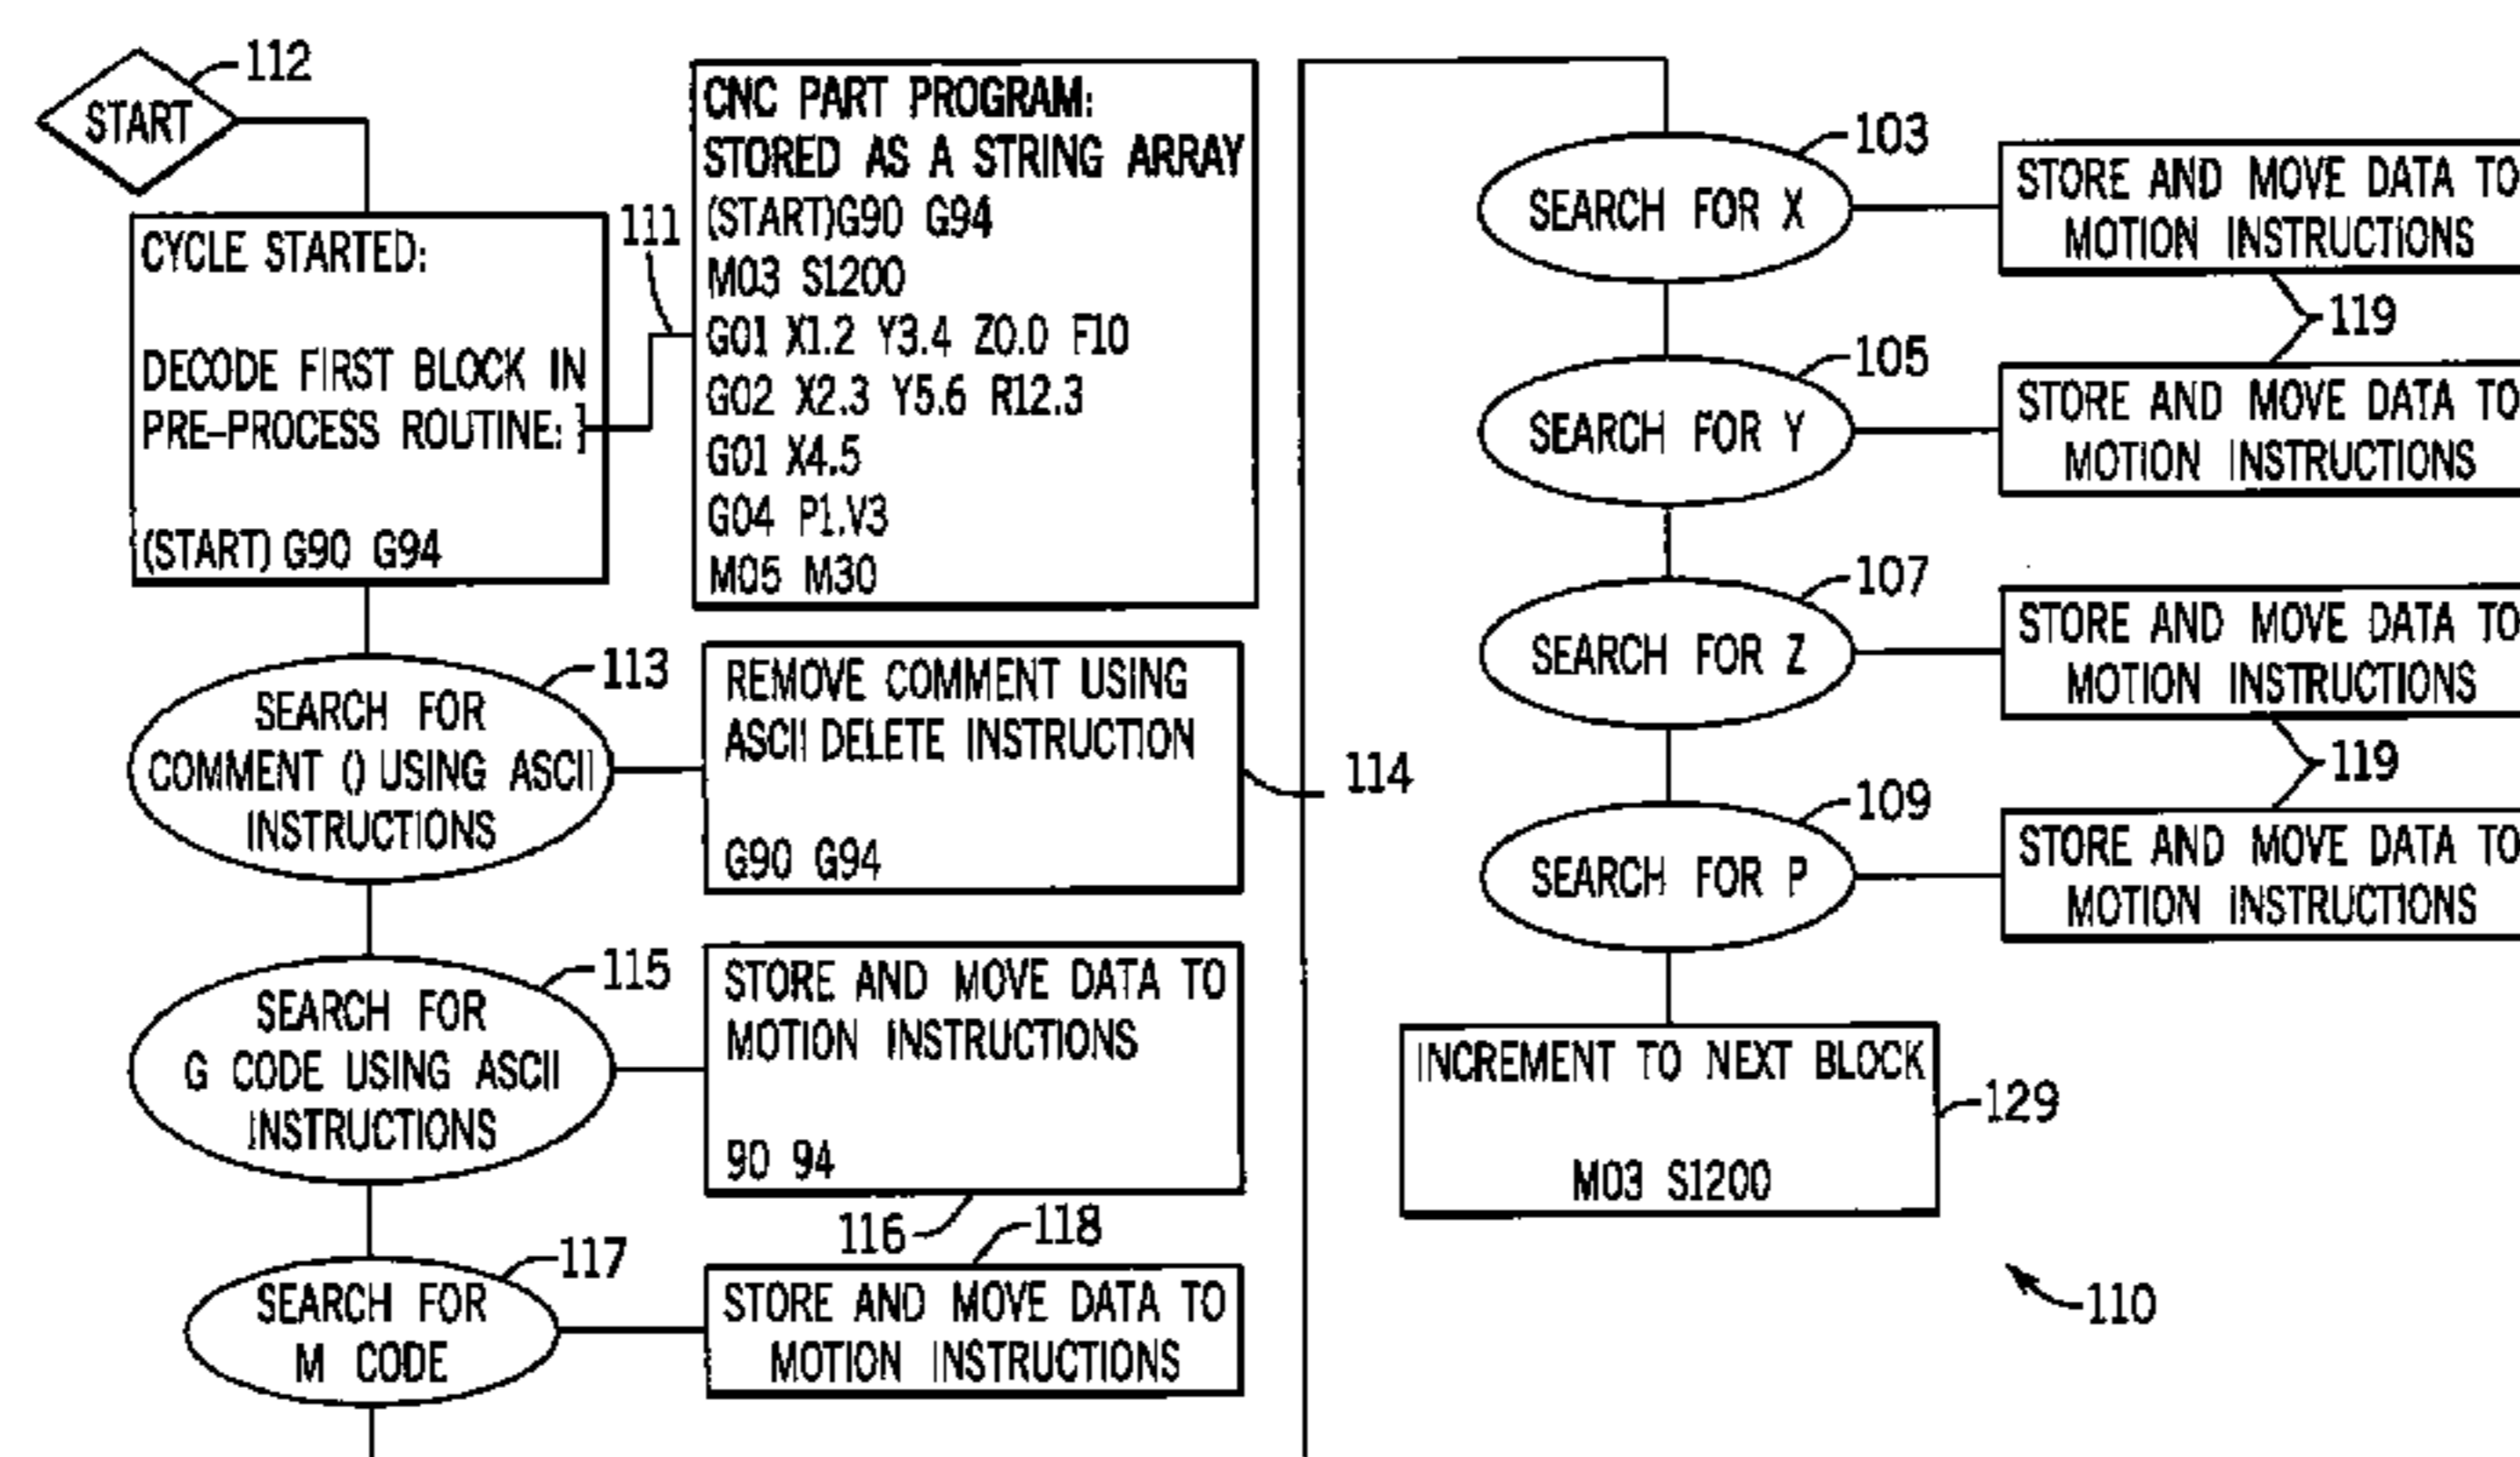 112
START
CYCLE STARTED:
DECODE FIRST BLOCK IN
PRE-PROCESS ROUTINE:]
(START) G90 G94
111
CNC PART PROGRAM:
STORED AS A STRING ARRAY
(START)G90 G94
M03 S1200
G01 X1.2 Y3.4 Z0.0 F10
G02 X2.3 Y5.6 R12.3
G01 X4.5
G04 P1.V3
M05 M30
113
SEARCH FOR
COMMENT () USING ASCII
INSTRUCTIONS
REMOVE COMMENT USING
ASCII DELETE INSTRUCTION
G90 G94
114
115
SEARCH FOR
G CODE USING ASCII
INSTRUCTIONS
STORE AND MOVE DATA TO
MOTION INSTRUCTIONS
90 94
116
118
117
SEARCH FOR
M CODE
STORE AND MOVE DATA TO
MOTION INSTRUCTIONS
103
SEARCH FOR X
STORE AND MOVE DATA TO
MOTION INSTRUCTIONS
119
105
SEARCH FOR Y
STORE AND MOVE DATA TO
MOTION INSTRUCTIONS
107
SEARCH FOR Z
STORE AND MOVE DATA TO
MOTION INSTRUCTIONS
119
109
SEARCH FOR P
STORE AND MOVE DATA TO
MOTION INSTRUCTIONS
INCREMENT TO NEXT BLOCK
M03 S1200
129
110